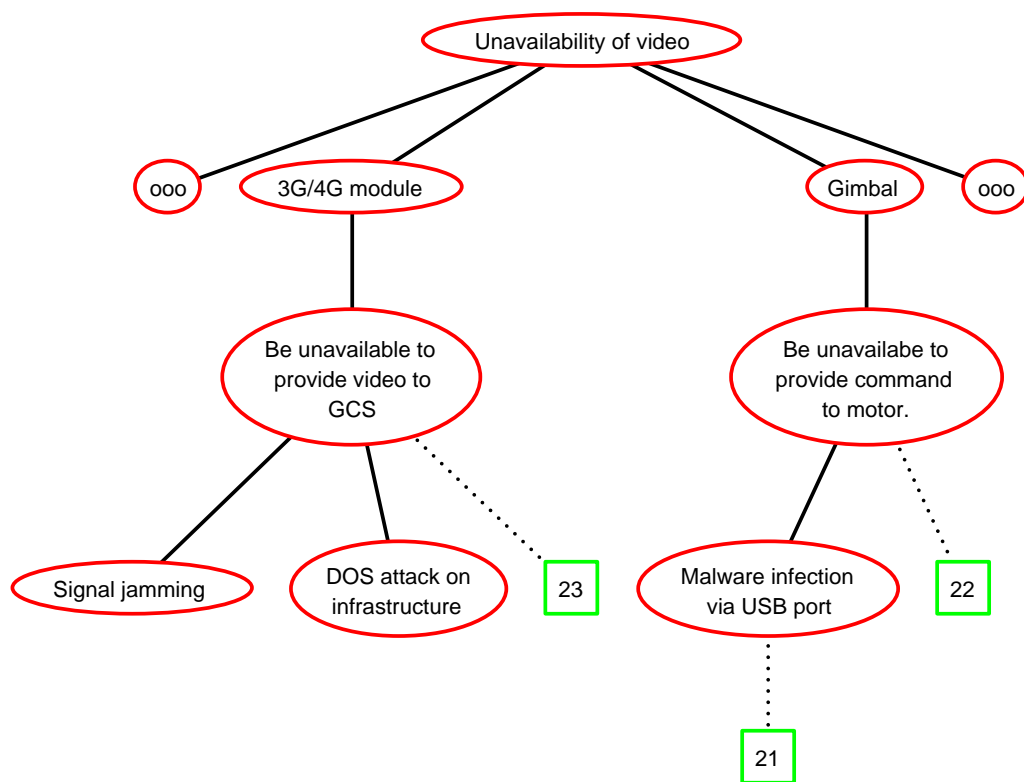 Unavailability of video
ooo
3G/4G module
Gimbal
ooo
Be unavailable to
provide video to
GCS
Be unavailabe to
provide command
to motor.
Signal jamming
DOS attack on
infrastructure
23
Malware infection
via USB port
22
21